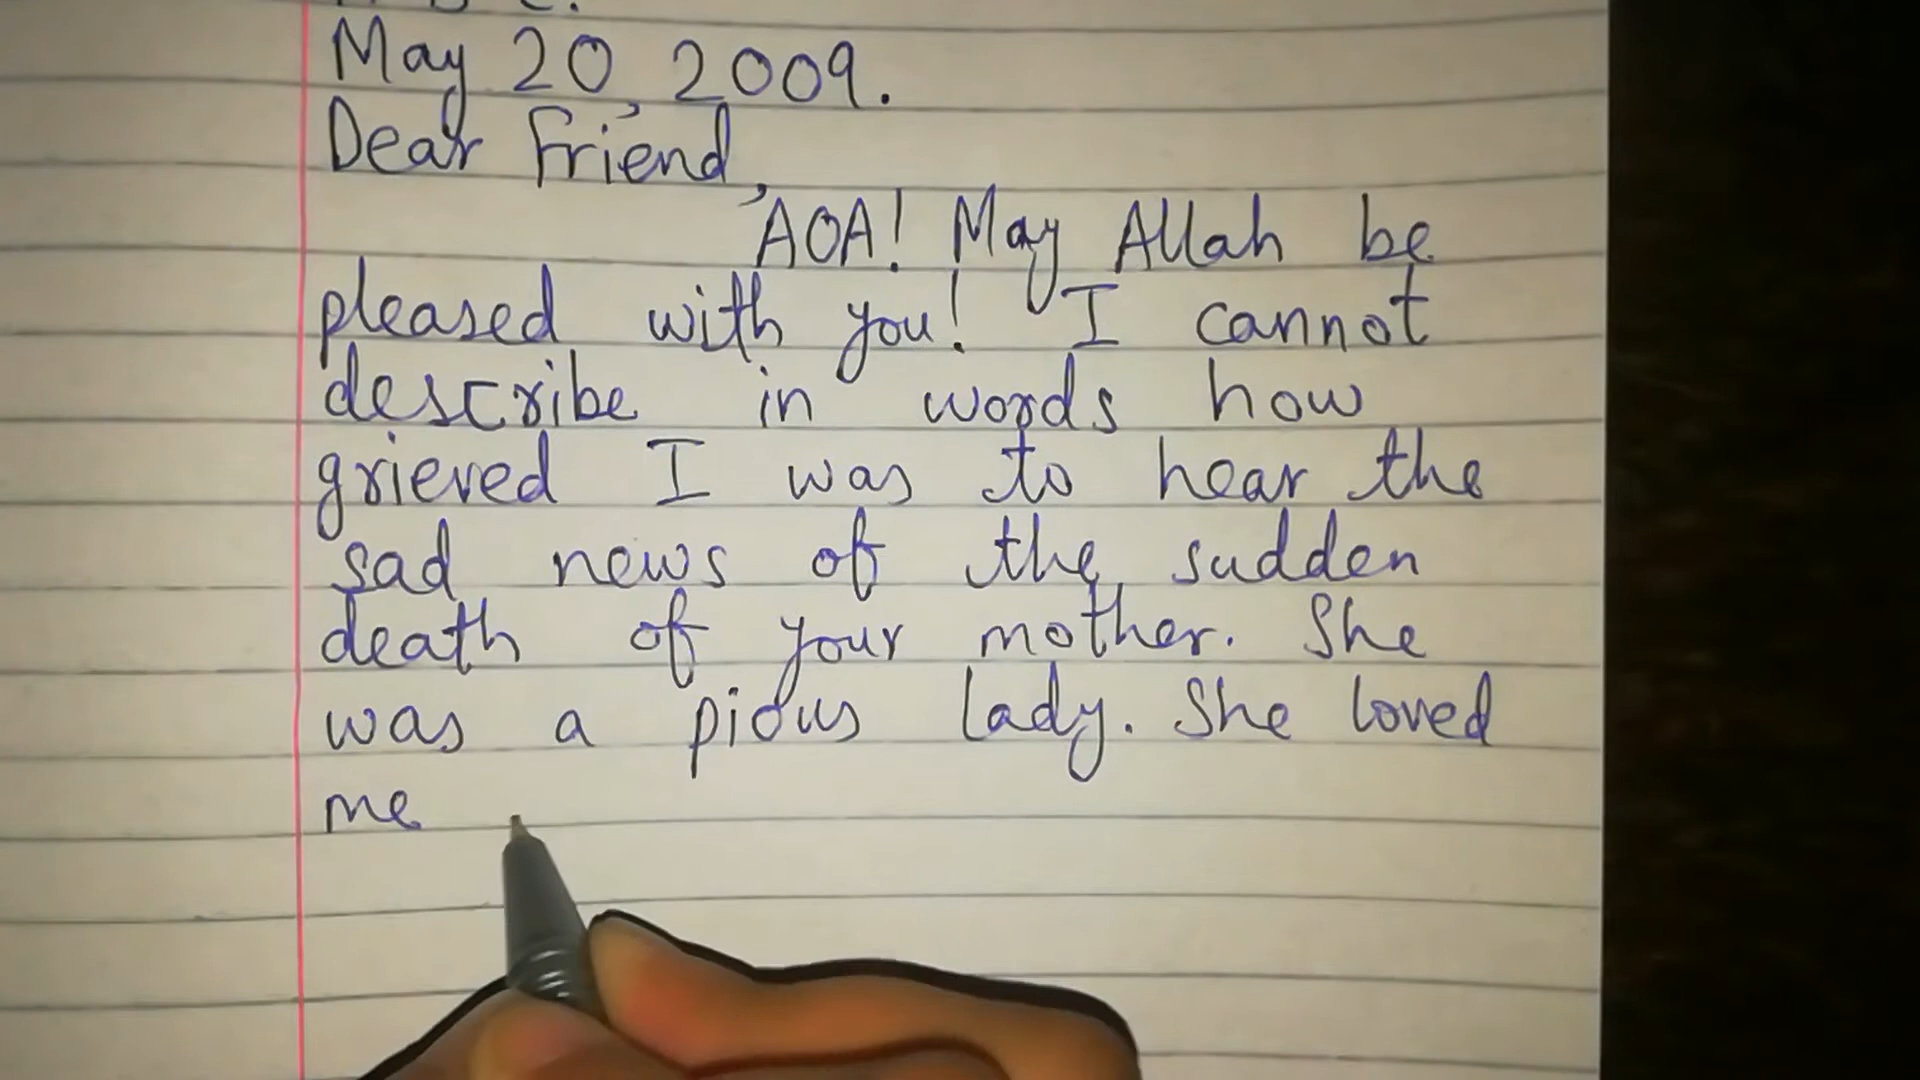 May 20, 2009.
Dear Friend,
AOA! May Allah be
pleased with you! I cannot
describe in words how
grieved I was to hear the
sad news of the sudden
death of your mother. She
was a pious lady. She loved
me